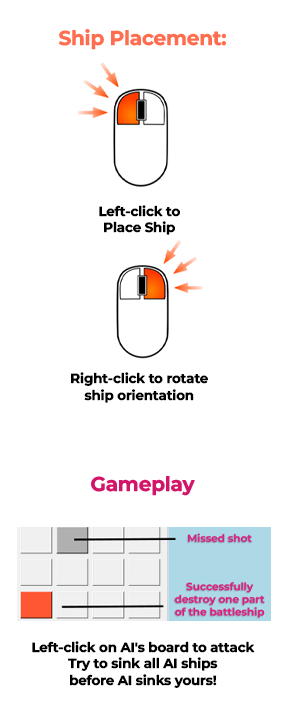 Ship Placement:
Left-click to
Place Ship
Right-click to rotate
ship orientation
Gameplay
Missed shot
Successfully
destroy one part
of the battleship
Left-click on AI's board to attack
Try to sink all AI ships
before AI sinks yours!